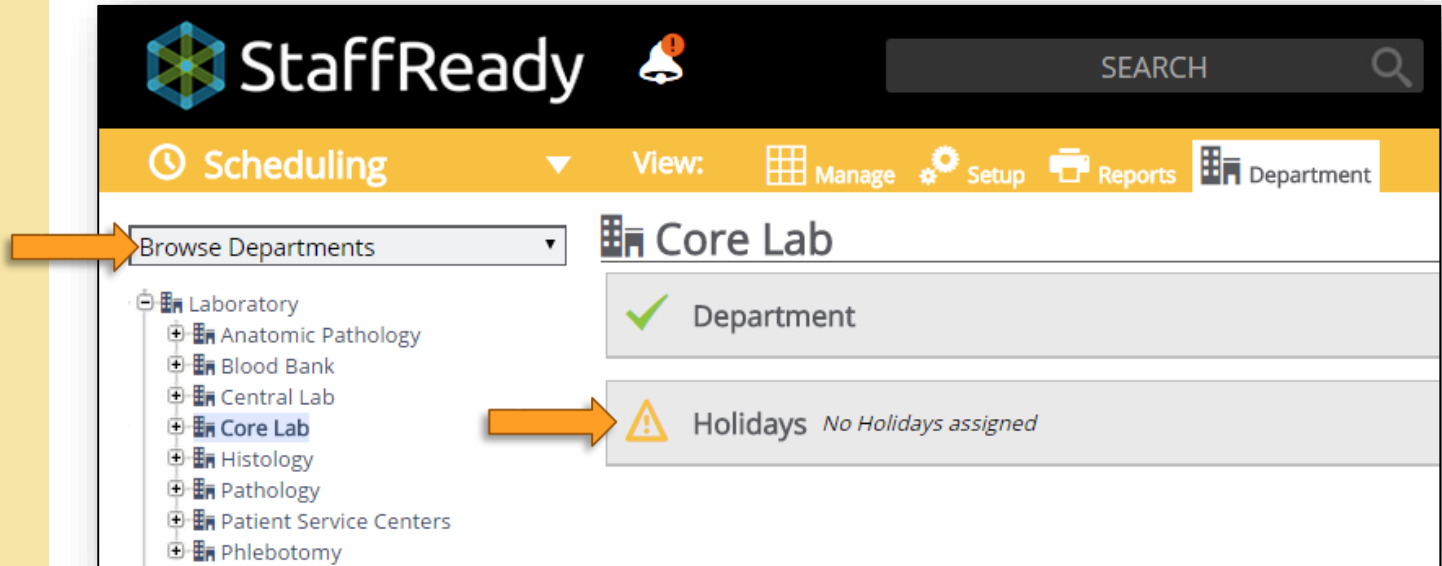 StaffReady
SEARCH
Scheduling
View:
Manage
Setup
Reports
Department
Browse Departments
Laboratory
Anatomic Pathology
Blood Bank
Central Lab
Core Lab
Histology
Pathology
Patient Service Centers
Phlebotomy
Core Lab
Department
Holidays No Holidays assigned